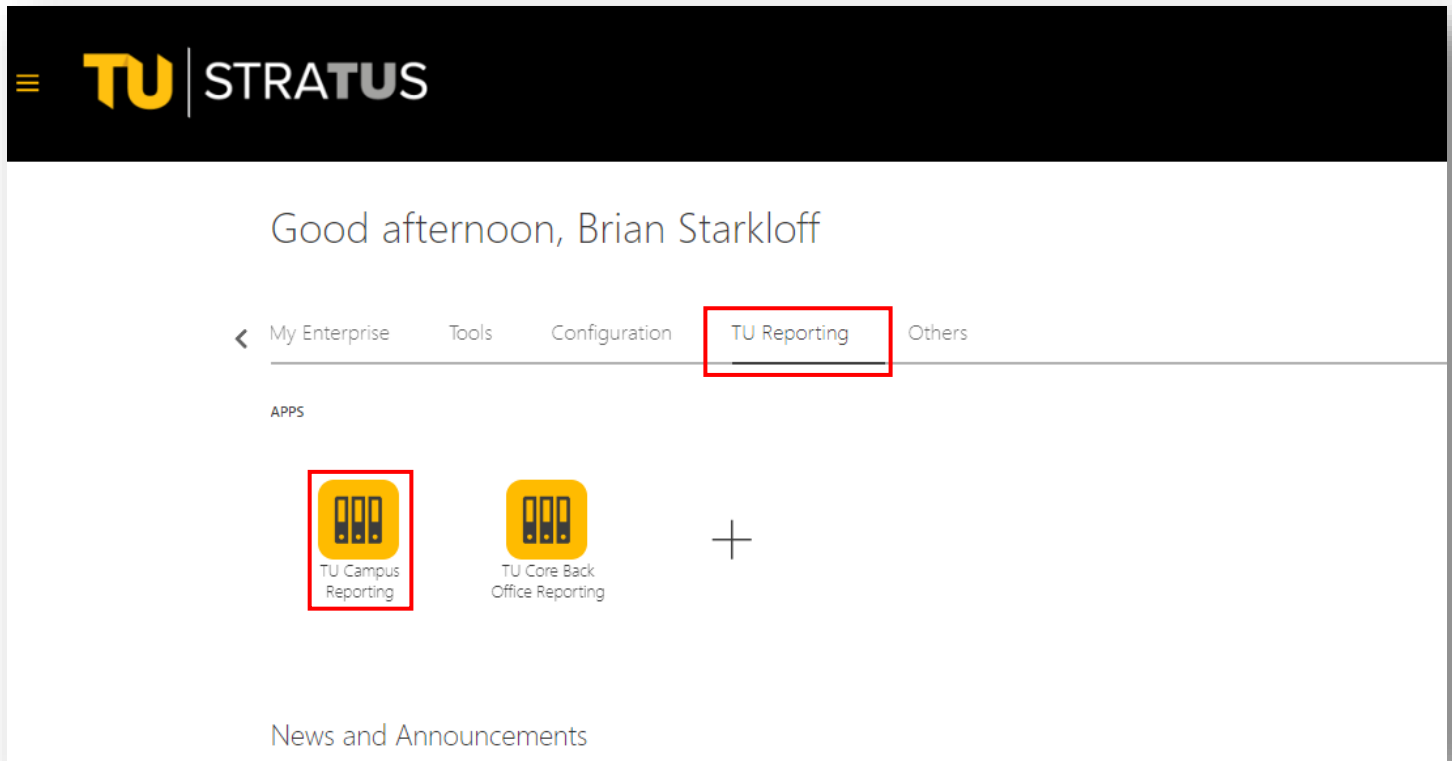 TU STRATUS
Good afternoon, Brian Starkloff
My Enterprise Tools Configuration TU Reporting Others
APPS
TU Campus
Reporting
TU Core Back
Office Reporting
News and Announcements